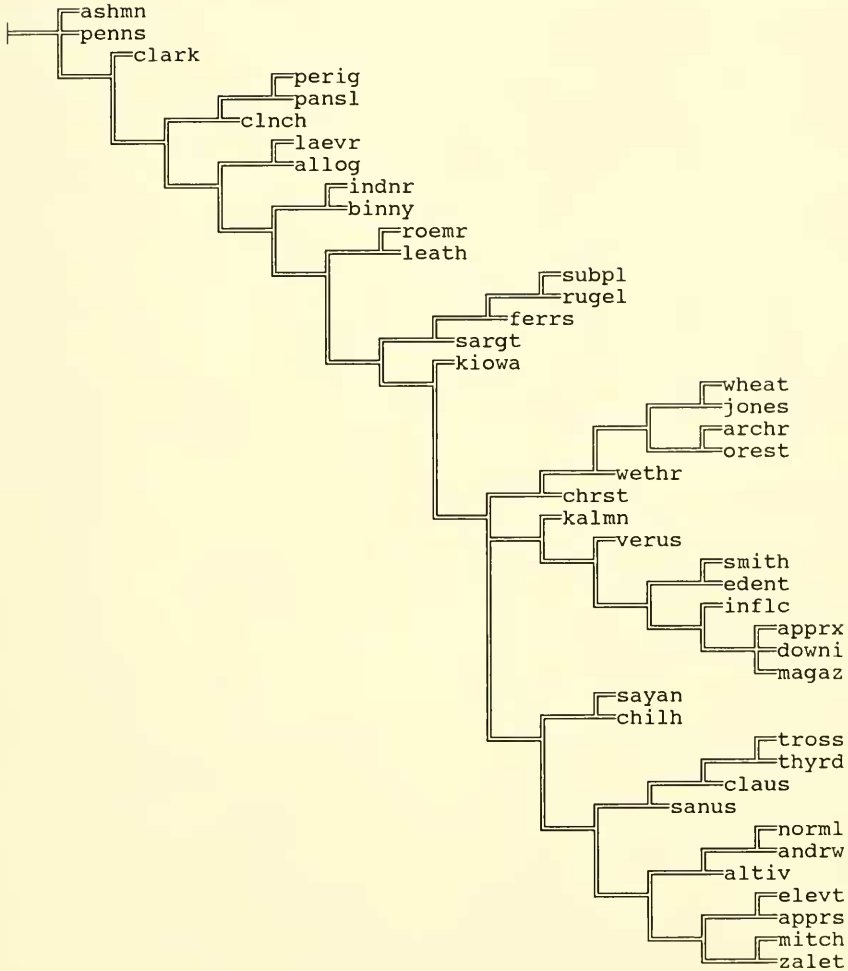 ashmn
penns
clark
perig
pansl
clnch
laevr
allog
indnr
binny
roemr
leath
subpl
rugel
ferrs
sargt
kiowa
wheat
jones
archr
orest
wethr
chrst
kalmn
verus
smith
edent
inflc
apprx
downi
magaz
sayan
chilh
tross
thyrd
claus
sanus
norml
andrw
altiv
elevt
apprs
mitch
zalet